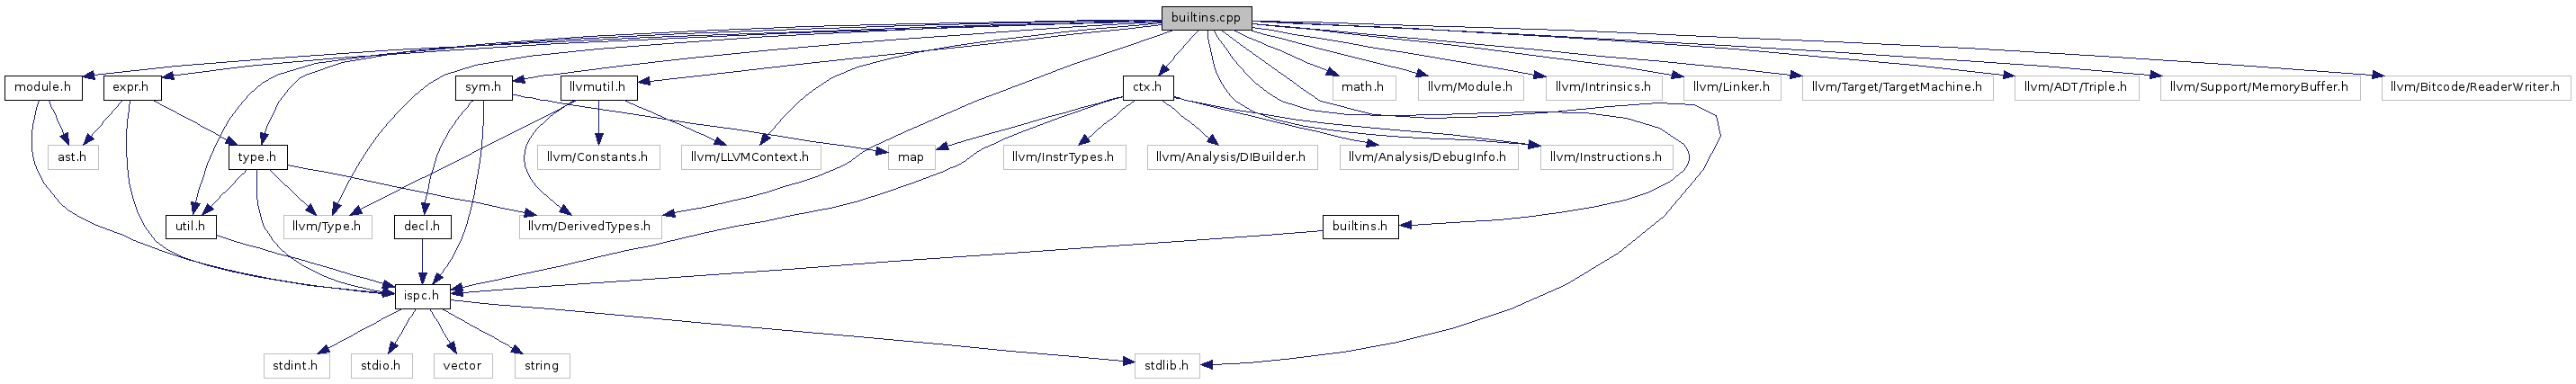 builtins.cpp
module.h
expr.h
sym.h
llvmutil.h
ctx.h
math.h
llvm/Module.h
llvm/Intrinsics.h
llvm/Linker.h
llvm/Target/TargetMachine.h
llvm/ADT/Triple.h
llvm/Support/MemoryBuffer.h
llvm/Bitcode/ReaderWriter.h
ast.h
type.h
llvm/Constants.h
llvm/LLVMContext.h
map
llvm/InstrTypes.h
llvm/Analysis/DIBuilder.h
llvm/Analysis/DebugInfo.h
llvm/Instructions.h
util.h
llvm/Type.h
decl.h
llvm/DerivedTypes.h
builtins.h
ispc.h
stdint.h
stdio.h
vector
string
stdlib.h